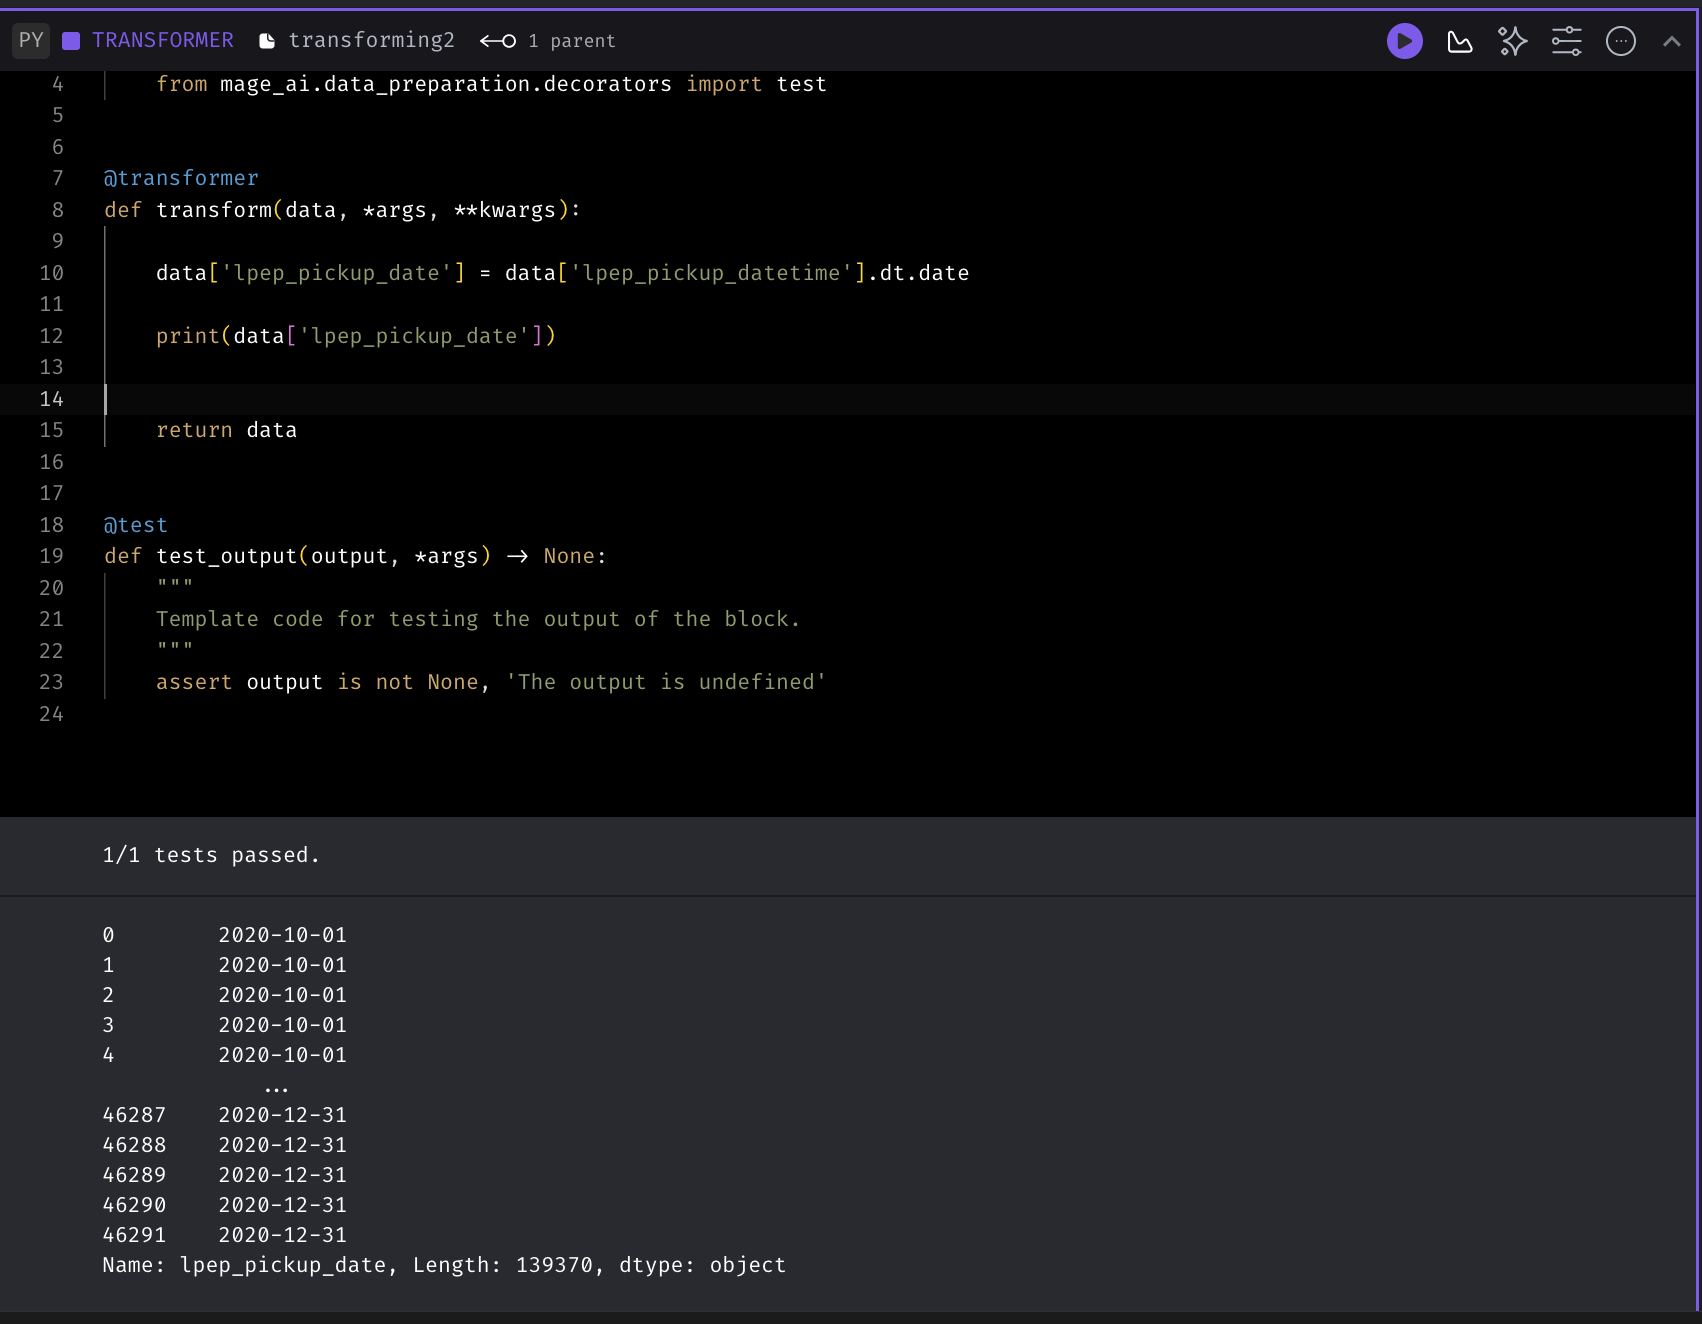 PY TRANSFORMER transforming2 1 parent
4 from mage_ai.data_preparation.decorators import test
5
6
7 @transformer
8 def transform(data, *args, **kwargs):
9
10 data['lpep_pickup_date'] = data['lpep_pickup_datetime'].dt.date
11
12 print(data['lpep_pickup_date'])
13
14
15 return data
16
17
18 @test
19 def test_output(output, *args) -> None:
20 """
21 Template code for testing the output of the block.
22 """
23 assert output is not None, 'The output is undefined'
24
1/1 tests passed.
0 2020-10-01
1 2020-10-01
2 2020-10-01
3 2020-10-01
4 2020-10-01
...
46287 2020-12-31
46288 2020-12-31
46289 2020-12-31
46290 2020-12-31
46291 2020-12-31
Name: lpep_pickup_date, Length: 139370, dtype: object